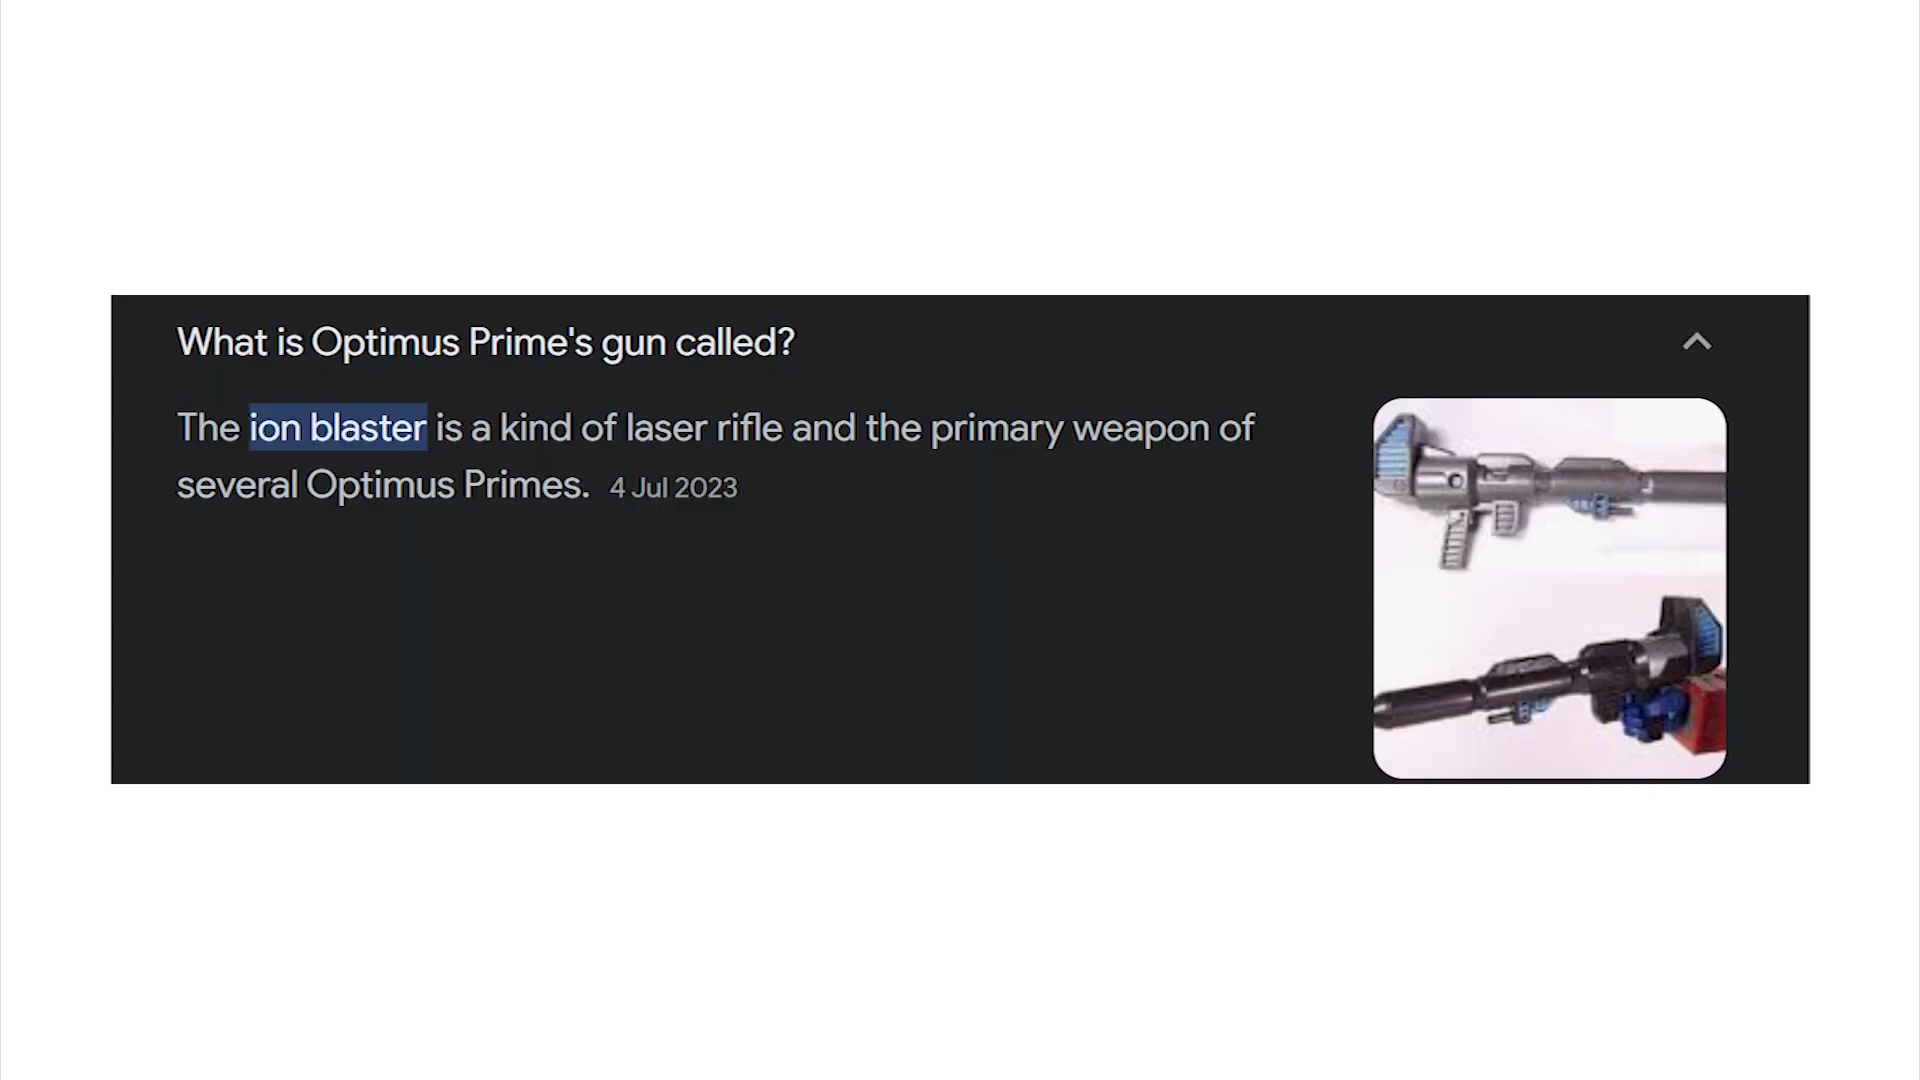 What is Optimus Prime's gun called?
The ion blaster is a kind of laser rifle and the primary weapon of
several Optimus Primes. 4 Jul 2023